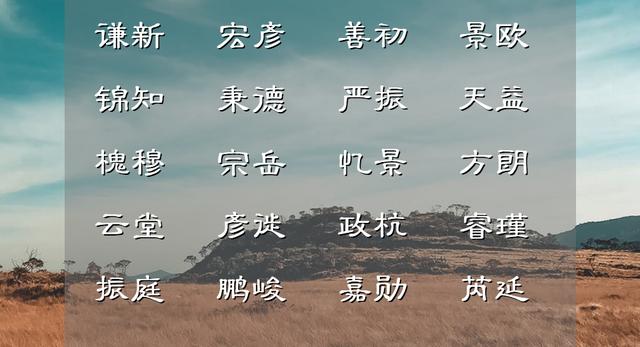 谦新 宏彦 善初 景欧
锦知 秉德 严振 天益
槐穆 宗岳 忆景 方朗
云堂 彦诞 政杭 睿瑾
振庭 鹏峻 嘉勋 芮延